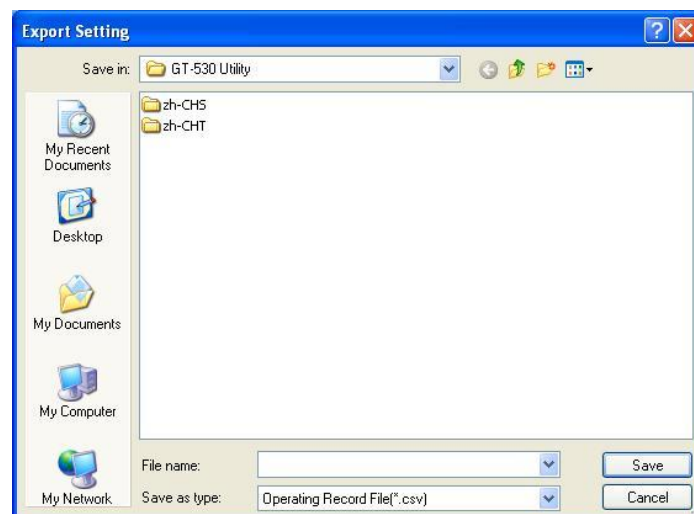 Export Setting
Save in:
GT-530 Utility
zh-CHS
zh-CHT
My Recent
Documents
Desktop
My Documents
My Computer
My Network
File name:
Save
Save as type:
Operating Record File(*.csv)
Cancel